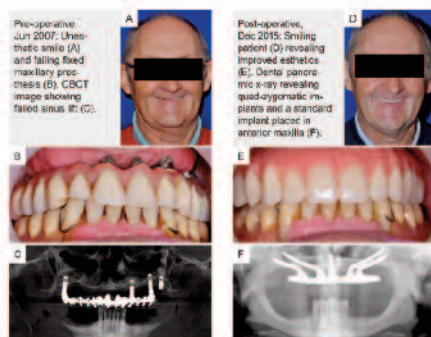 Pre-operative,
Jun 2007: Unes-
thetic smile (A)
and failing fixed
maxillary pros-
thesis (B). CBCT
image showing
failed sinus lift (C).
A
Post-operative,
Dec 2015: Smiling
patient (D) revealing
improved esthetics
(E). Dental panora-
mic x-ray revealing
quad-zygomatic im-
plants and a standard
implant placed in
anterior maxilla (F).
D
B
E
C
F